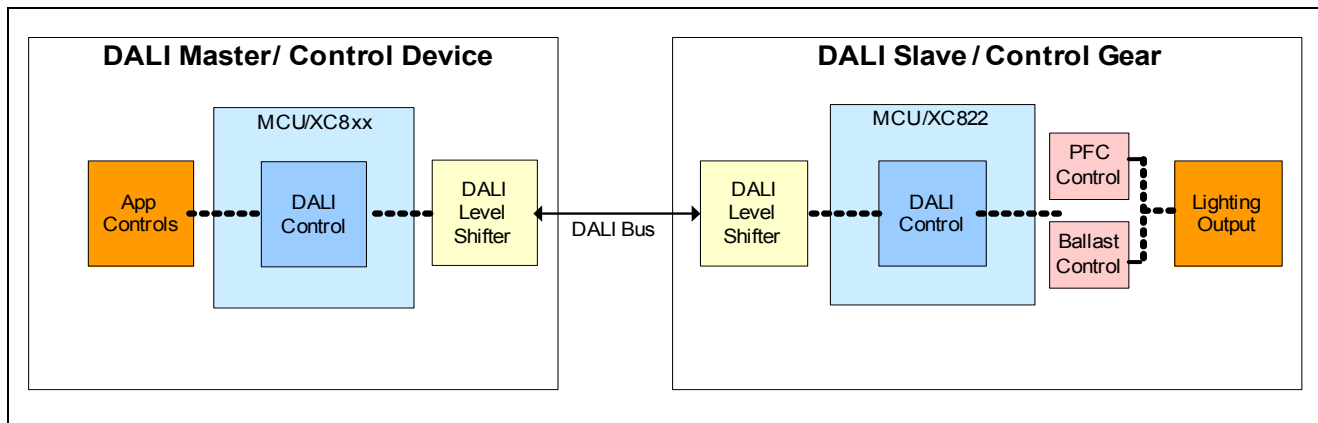 DALI Master/ Control Device
MCU/XC8xx
App
Controls
DALI
Control
DALI
Level
Shifter
DALI Bus
DALI Slave / Control Gear
MCU/XC822
DALI
Level
Shifter
DALI
Control
PFC
Control
Ballast
Control
Lighting
Output